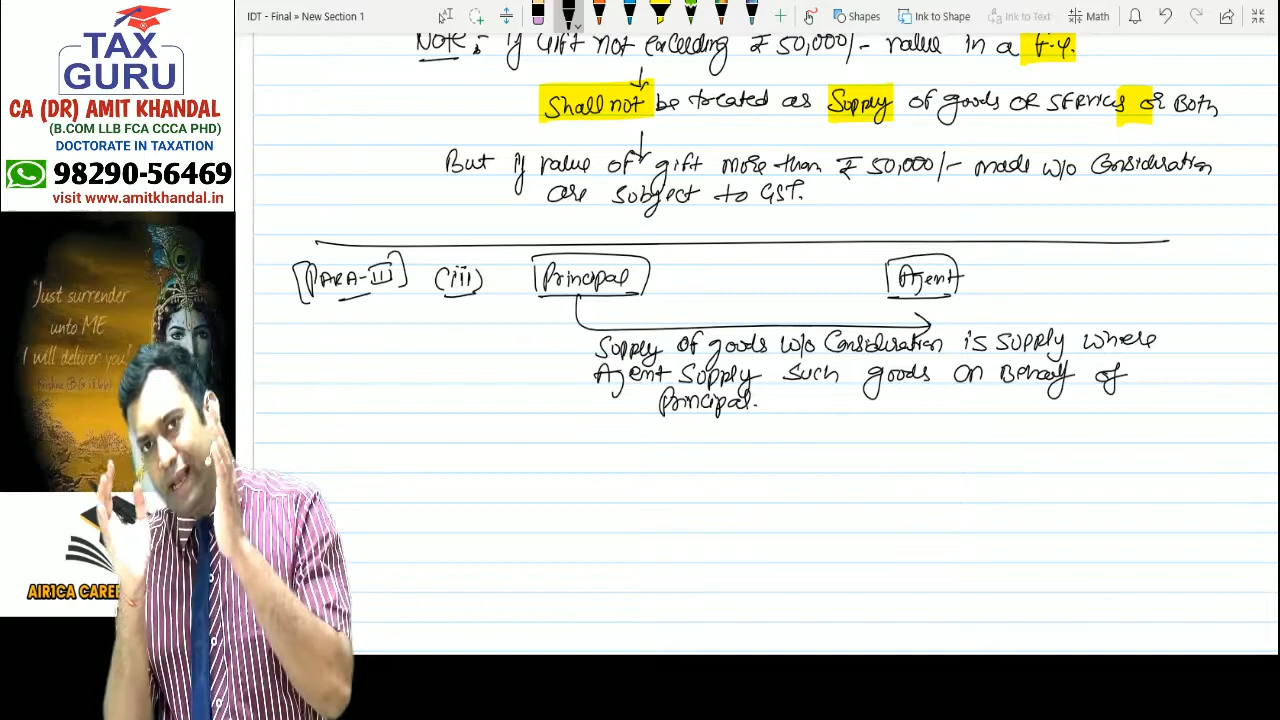 IDT - Final » New Section 1
Shapes
Ink to Shape
Ink to Text
Math
TAX
GURU
CA (DR) AMIT KHANDAL
(B.COM LLB FCA CCCA PHD)
DOCTORATE IN TAXATION
98290-56469
visit www.amitkhandal.in
Note:- if Gift not exceeding ₹ 50,000/- value in a f.y.
Shall not be treated as Supply of goods or services or Both
But if value of gift more than ₹ 50,000/- made w/o Consideration
are subject to GST.
PARA-III (iii) Principal Agent
Supply of goods w/o Consideration is supply where
Agent Supply such goods on Behalf of
Principal.
"Just surrender
unto ME
I will deliver you"
AIR1CA CARE